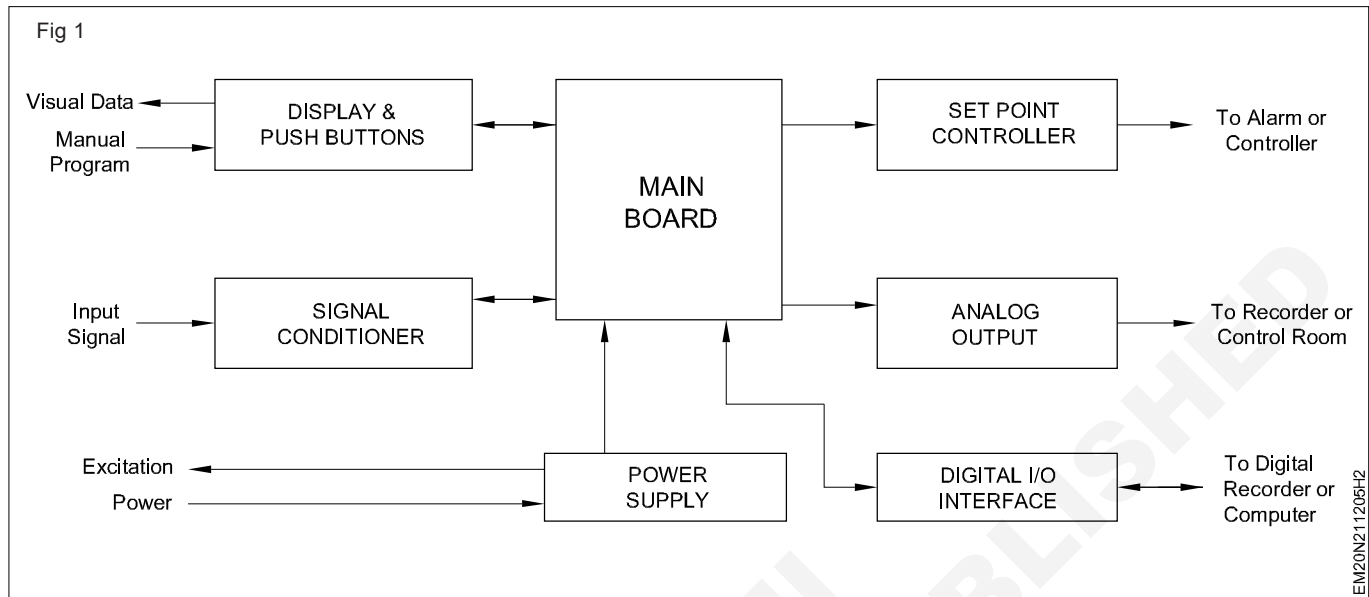 Fig 1
Visual Data
Manual
Program
DISPLAY &
PUSH BUTTONS
MAIN
BOARD
SET POINT
CONTROLLER
To Alarm or
Controller
Input
Signal
SIGNAL
CONDITIONER
ANALOG
OUTPUT
To Recorder or
Control Room
Excitation
Power
POWER
SUPPLY
DIGITAL I/O
INTERFACE
To Digital
Recorder or
Computer
EM20N211205H2
BLISHED